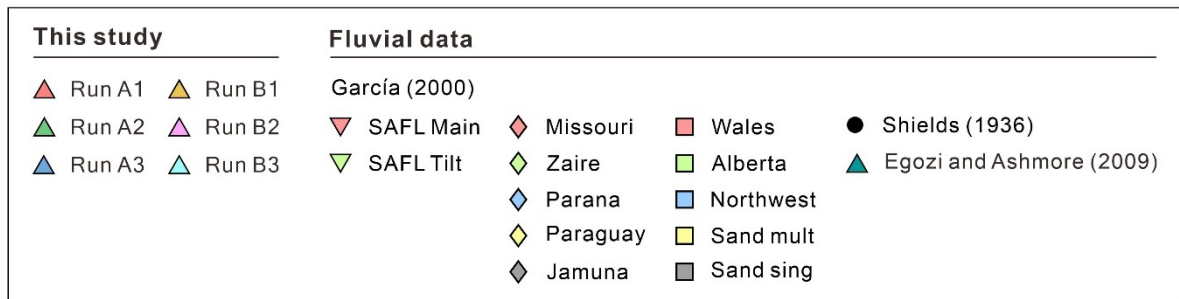 This study
Run A1 Run B1
Run A2 Run B2
Run A3 Run B3
Fluvial data
García (2000)
SAFL Main Missouri Wales Shields (1936)
SAFL Tilt Zaire Alberta Egozi and Ashmore (2009)
Parana Northwest
Paraguay Sand mult
Jamuna Sand sing